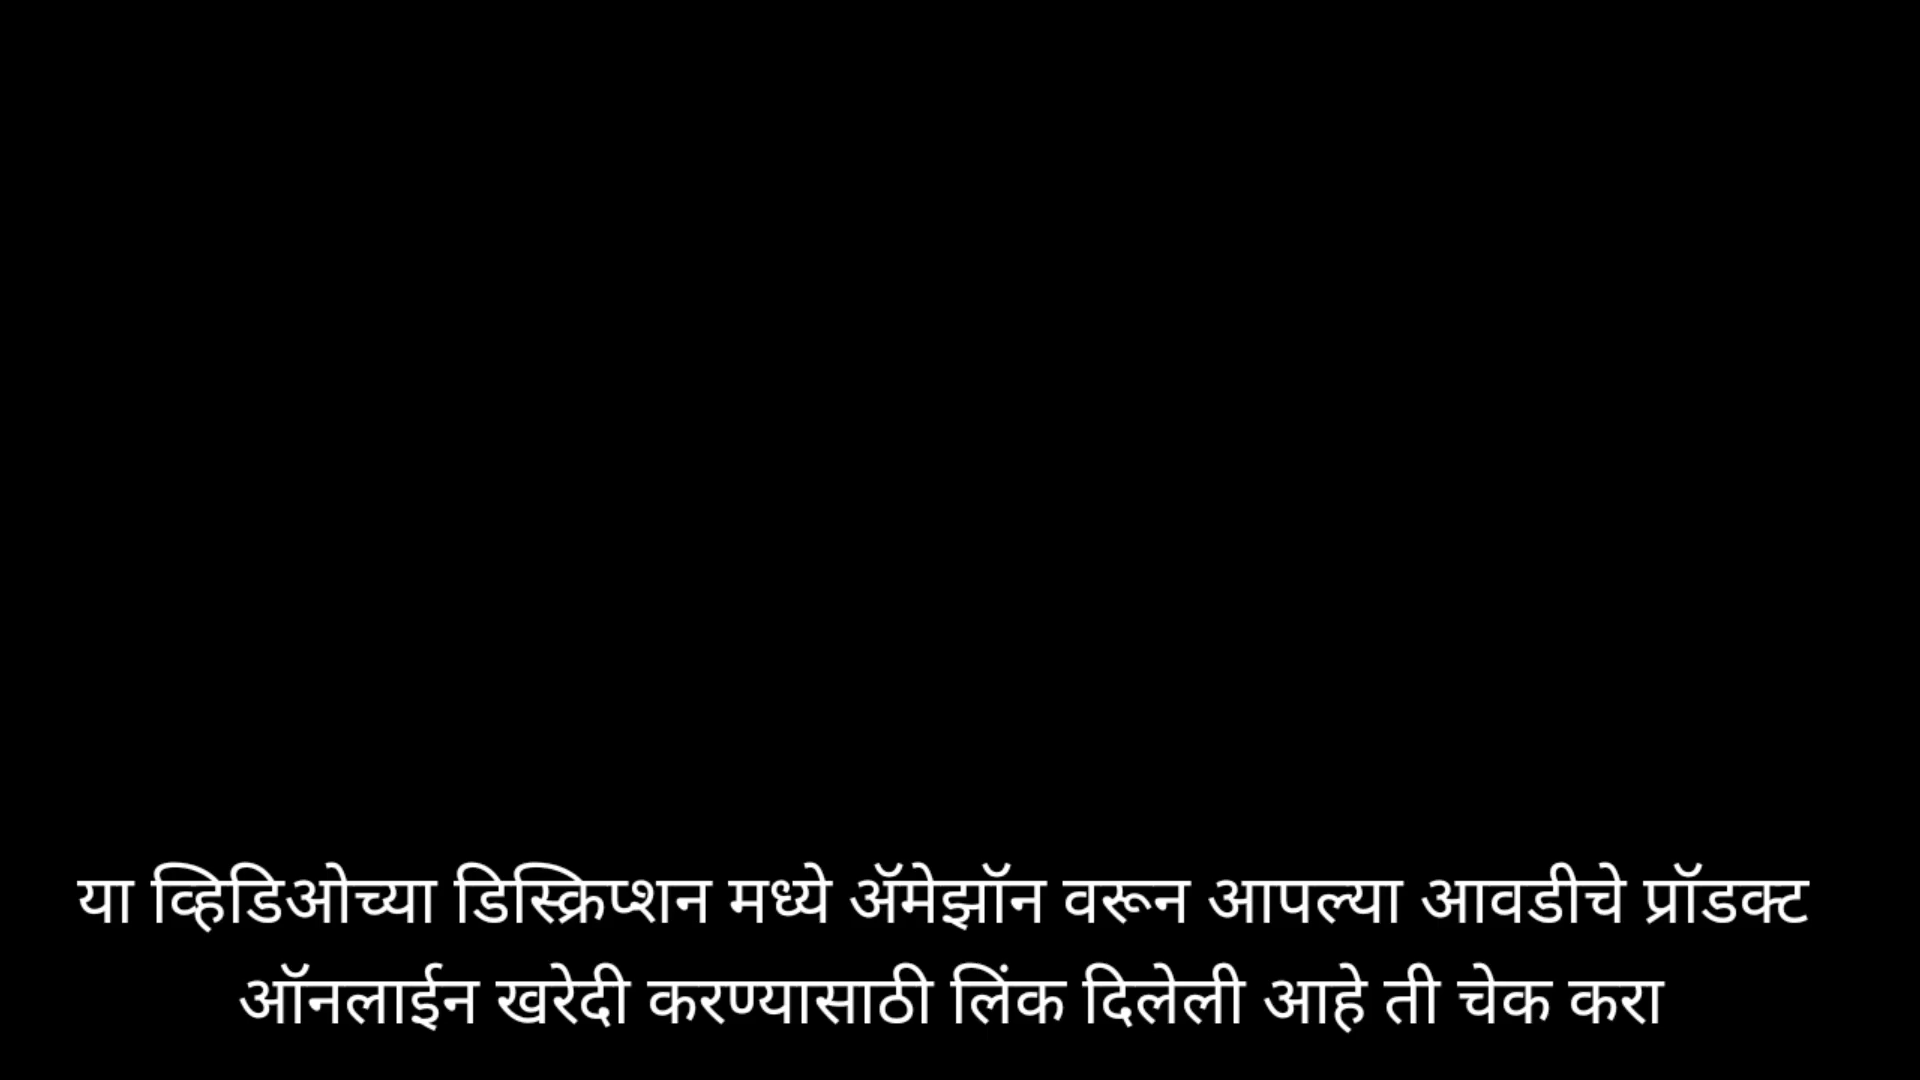 या व्हिडिओच्या डिस्क्रिप्शन मध्ये ॲमेझॉन वरून आपल्या आवडीचे प्रॉडक्ट
ऑनलाईन खरेदी करण्यासाठी लिंक दिलेली आहे ती चेक करा